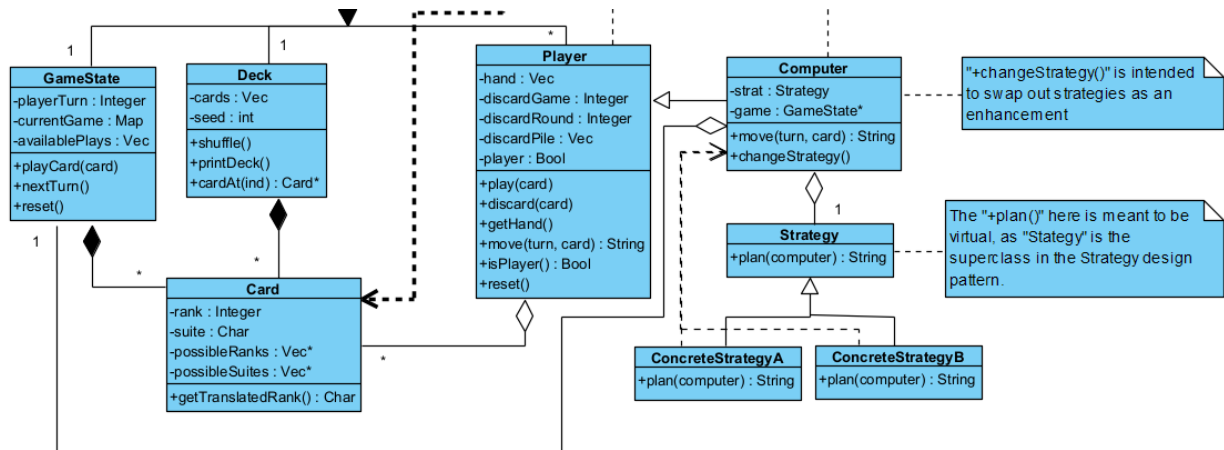 1
1
*
GameState
-playerTurn : Integer
-currentGame : Map
-availablePlays : Vec
+playCard(card)
+nextTurn()
+reset()
Deck
-cards : Vec
-seed : int
+shuffle()
+printDeck()
+cardAt(ind) : Card*
Player
-hand : Vec
-discardGame : Integer
-discardRound : Integer
-discardPile : Vec
-player : Bool
+play(card)
+discard(card)
+getHand()
+move(turn, card) : String
+isPlayer() : Bool
+reset()
Computer
-strat : Strategy
-game : GameState*
+move(turn, card) : String
+changeStrategy()
"+changeStrategy()" is intended
to swap out strategies as an
enhancement
1
1
*
*
Strategy
+plan(computer) : String
The "+plan()" here is meant to be
virtual, as "Stategy" is the
superclass in the Strategy design
pattern.
Card
-rank : Integer
-suite : Char
-possibleRanks : Vec*
-possibleSuites : Vec*
+getTranslatedRank() : Char
*
ConcreteStrategyA
+plan(computer) : String
ConcreteStrategyB
+plan(computer) : String